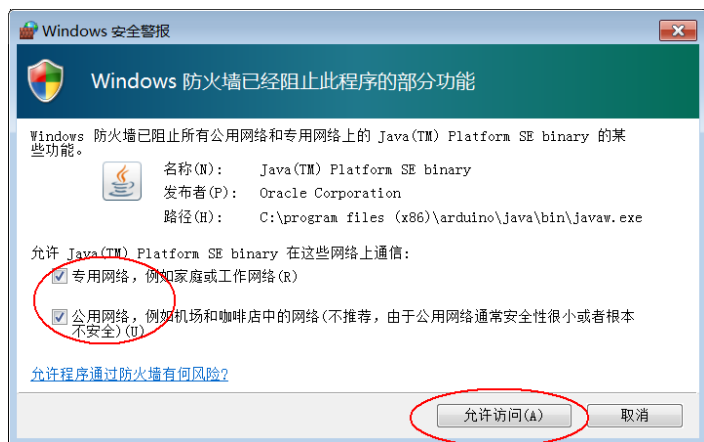 Windows 安全警报
Windows 防火墙已经阻止此程序的部分功能
Windows 防火墙已阻止所有公用网络和专用网络上的 Java(TM) Platform SE binary 的某
些功能。
名称(N): Java(TM) Platform SE binary
发布者(P): Oracle Corporation
路径(H): C:\program files (x86)\arduino\java\bin\javaw.exe
允许 Java(TM) Platform SE binary 在这些网络上通信:
专用网络，例如家庭或工作网络(R)
公用网络，例如机场和咖啡店中的网络(不推荐，由于公用网络通常安全性很小或者根本
不安全)(U)
允许程序通过防火墙有何风险?
允许访问(A) 取消